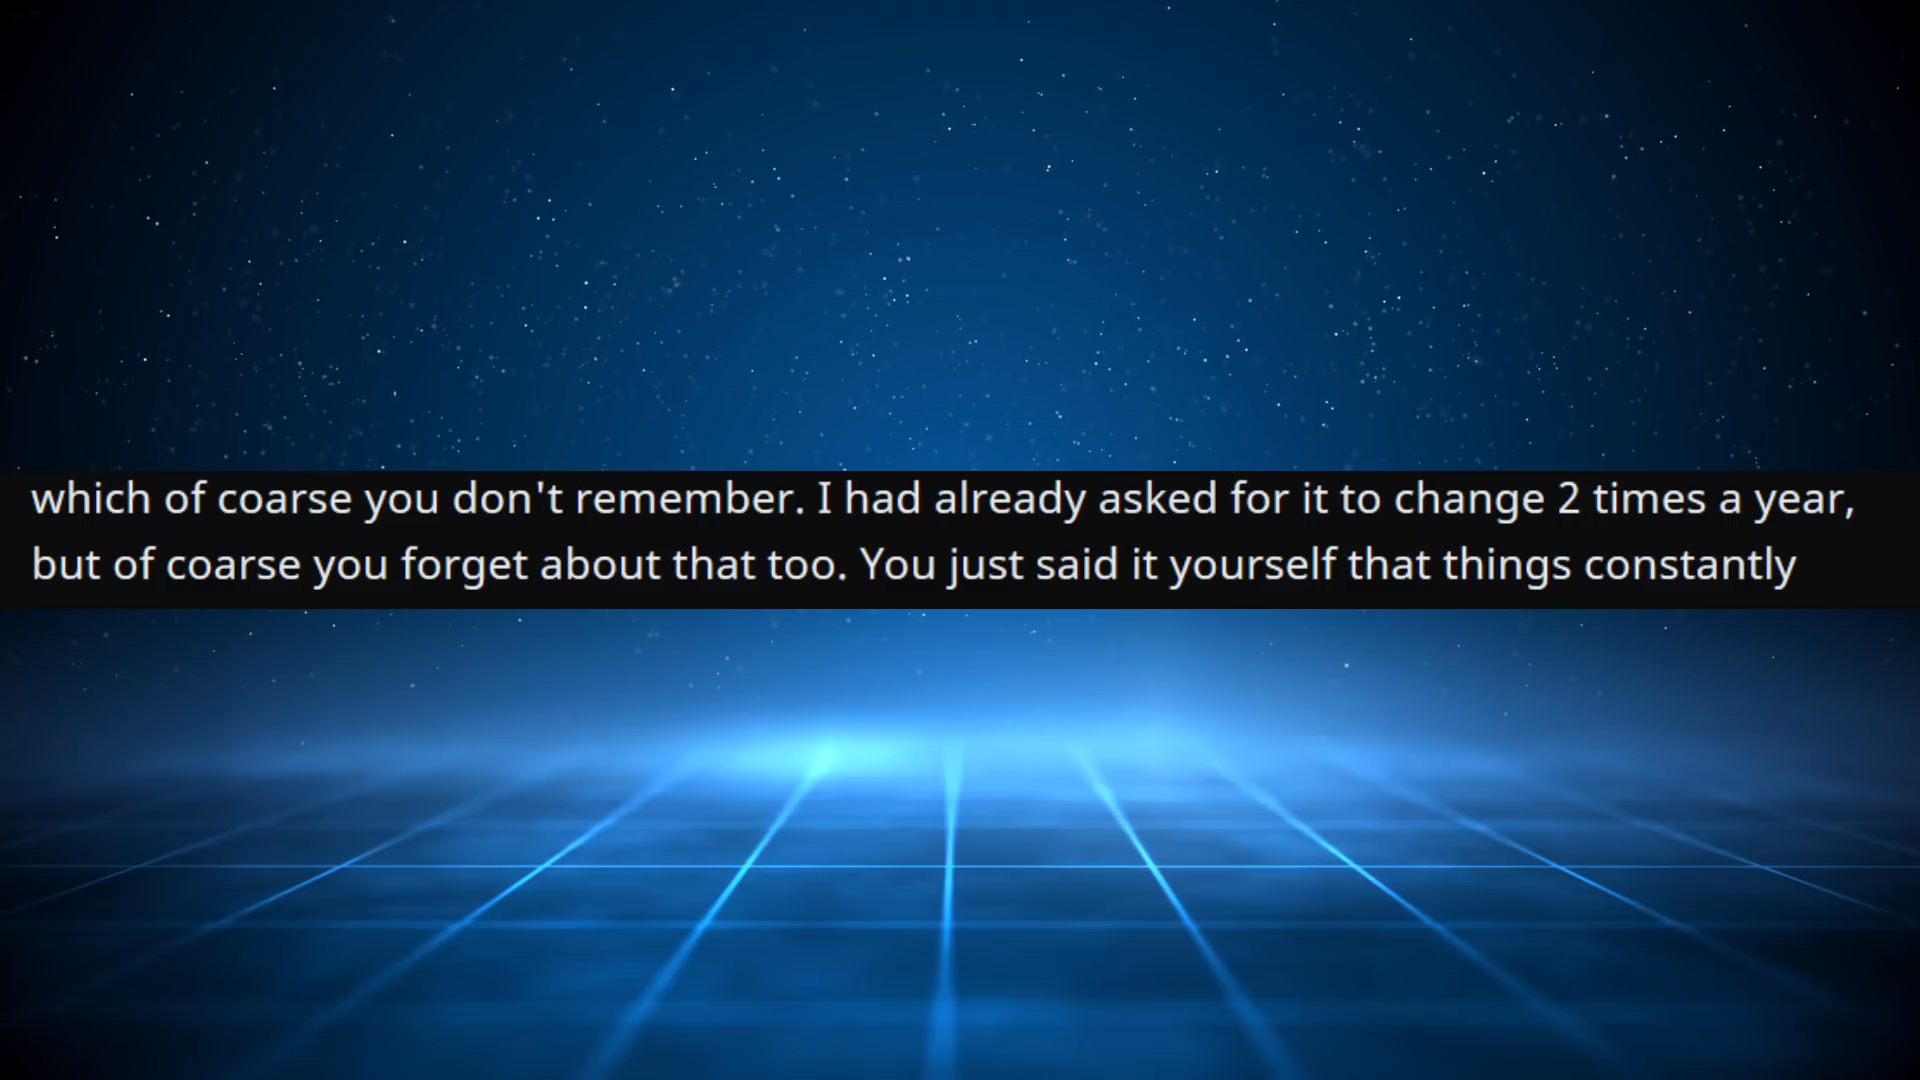 which of coarse you don't remember. I had already asked for it to change 2 times a year,
but of coarse you forget about that too. You just said it yourself that things constantly